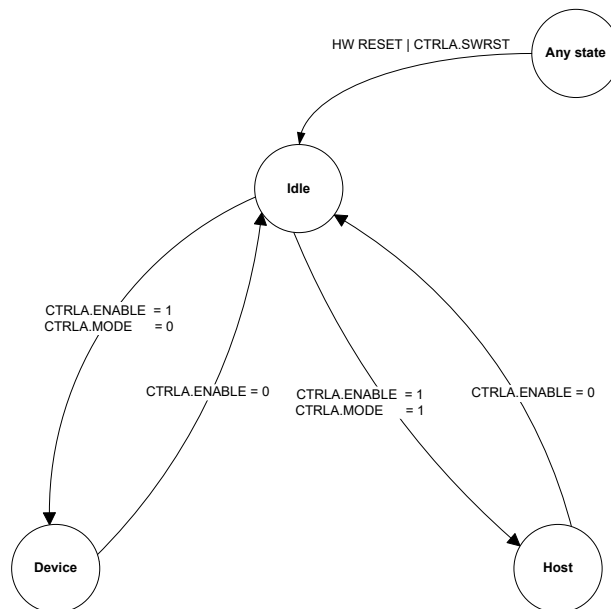 HW RESET | CTRLA.SWRST
Any state
Idle
CTRLA.ENABLE = 1
CTRLA.MODE = 0
CTRLA.ENABLE = 0
CTRLA.ENABLE = 1
CTRLA.MODE = 1
CTRLA.ENABLE = 0
Device
Host